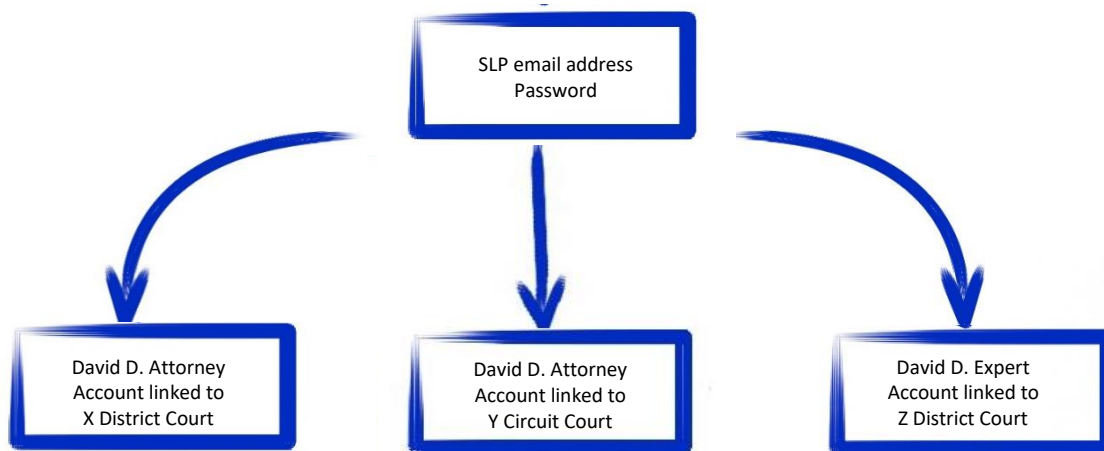 SLP email address
Password
David D. Attorney
Account linked to
X District Court
David D. Attorney
Account linked to
Y Circuit Court
David D. Expert
Account linked to
Z District Court